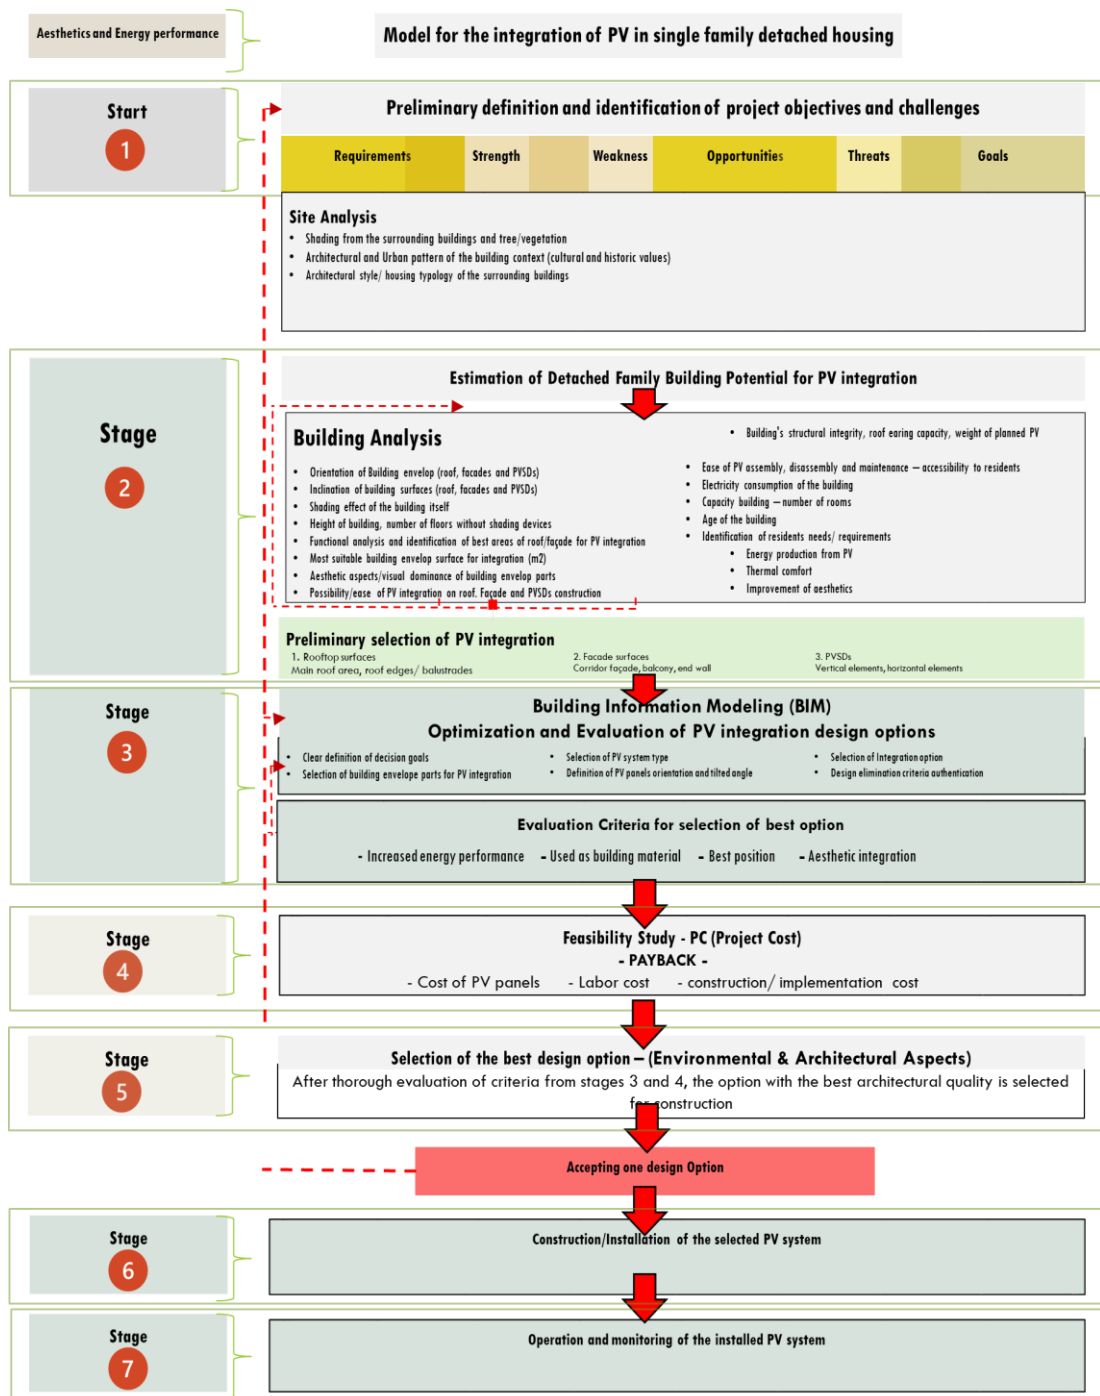 Aesthetics and Energy performance
Model for the integration of PV in single family detached housing
Start
1
Preliminary definition and identification of project objectives and challenges
Requirements Strength Weakness Opportunities Threats Goals
Site Analysis
• Shading from the surrounding buildings and tree/vegetation
• Architectural and Urban pattern of the building context (cultural and historic values)
• Architectural style/ housing typology of the surrounding buildings
Stage
2
Estimation of Detached Family Building Potential for PV integration
Building Analysis
• Orientation of Building envelop (roof, facades and PVSDs)
• Inclination of building surfaces (roof, facades and PVSDs)
• Shading effect of the building itself
• Height of building, number of floors without shading devices
• Functional analysis and identification of best areas of roof/façade for PV integration
• Most suitable building envelop surface for integration (m2)
• Aesthetic aspects/visual dominance of building envelop parts
• Possibility/ease of PV integration on roof. Façade and PVSDs construction
• Building's structural integrity, roof earing capacity, weight of planned PV
• Ease of PV assembly, disassembly and maintenance – accessibility to residents
• Electricity consumption of the building
• Capacity building – number of rooms
• Age of the building
• Identification of residents needs/ requirements
• Energy production from PV
• Thermal comfort
• Improvement of aesthetics
Preliminary selection of PV integration
1. Rooftop surfaces
Main roof area, roof edges/ balustrades
2. Facade surfaces
Corridor façade, balcony, end wall
3. PVSDs
Vertical elements, horizontal elements
Stage
3
Building Information Modeling (BIM)
Optimization and Evaluation of PV integration design options
• Clear definition of decision goals
• Selection of building envelope parts for PV integration
• Selection of PV system type
• Definition of PV panels orientation and tilted angle
• Selection of Integration option
• Design elimination criteria authentication
Evaluation Criteria for selection of best option
- Increased energy performance - Used as building material - Best position - Aesthetic integration
Stage
4
Feasibility Study - PC (Project Cost)
- PAYBACK -
- Cost of PV panels - Labor cost - construction/ implementation cost
Stage
5
Selection of the best design option – (Environmental & Architectural Aspects)
After thorough evaluation of criteria from stages 3 and 4, the option with the best architectural quality is selected
for construction
Accepting one design Option
Stage
6
Construction/Installation of the selected PV system
Stage
7
Operation and monitoring of the installed PV system